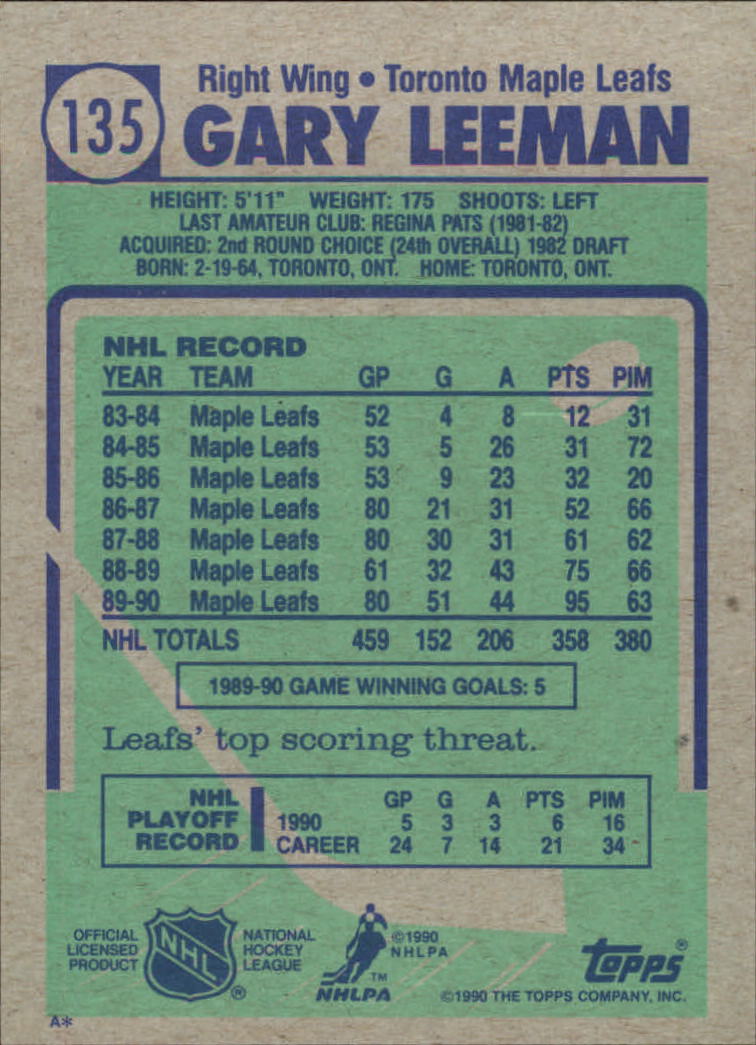 135
Right Wing • Toronto Maple Leafs
GARY LEEMAN
HEIGHT: 5'11" WEIGHT: 175 SHOOTS: LEFT
LAST AMATEUR CLUB: REGINA PATS (1981-82)
ACQUIRED: 2nd ROUND CHOICE (24th OVERALL) 1982 DRAFT
BORN: 2-19-64, TORONTO, ONT. HOME: TORONTO, ONT.
NHL RECORD
YEAR TEAM GP G A PTS PIM
83-84 Maple Leafs 52 4 8 12 31
84-85 Maple Leafs 53 5 26 31 72
85-86 Maple Leafs 53 9 23 32 20
86-87 Maple Leafs 80 21 31 52 66
87-88 Maple Leafs 80 30 31 61 62
88-89 Maple Leafs 61 32 43 75 66
89-90 Maple Leafs 80 51 44 95 63
NHL TOTALS 459 152 206 358 380
1989-90 GAME WINNING GOALS: 5
Leafs' top scoring threat.
NHL PLAYOFF RECORD
GP G A PTS PIM
1990 5 3 3 6 16
CAREER 24 7 14 21 34
OFFICIAL
LICENSED
PRODUCT
NHL
®
NATIONAL
HOCKEY
LEAGUE
TM
NHLPA
©1990
NHLPA
TOPPS®
©1990 THE TOPPS COMPANY, INC.
A*